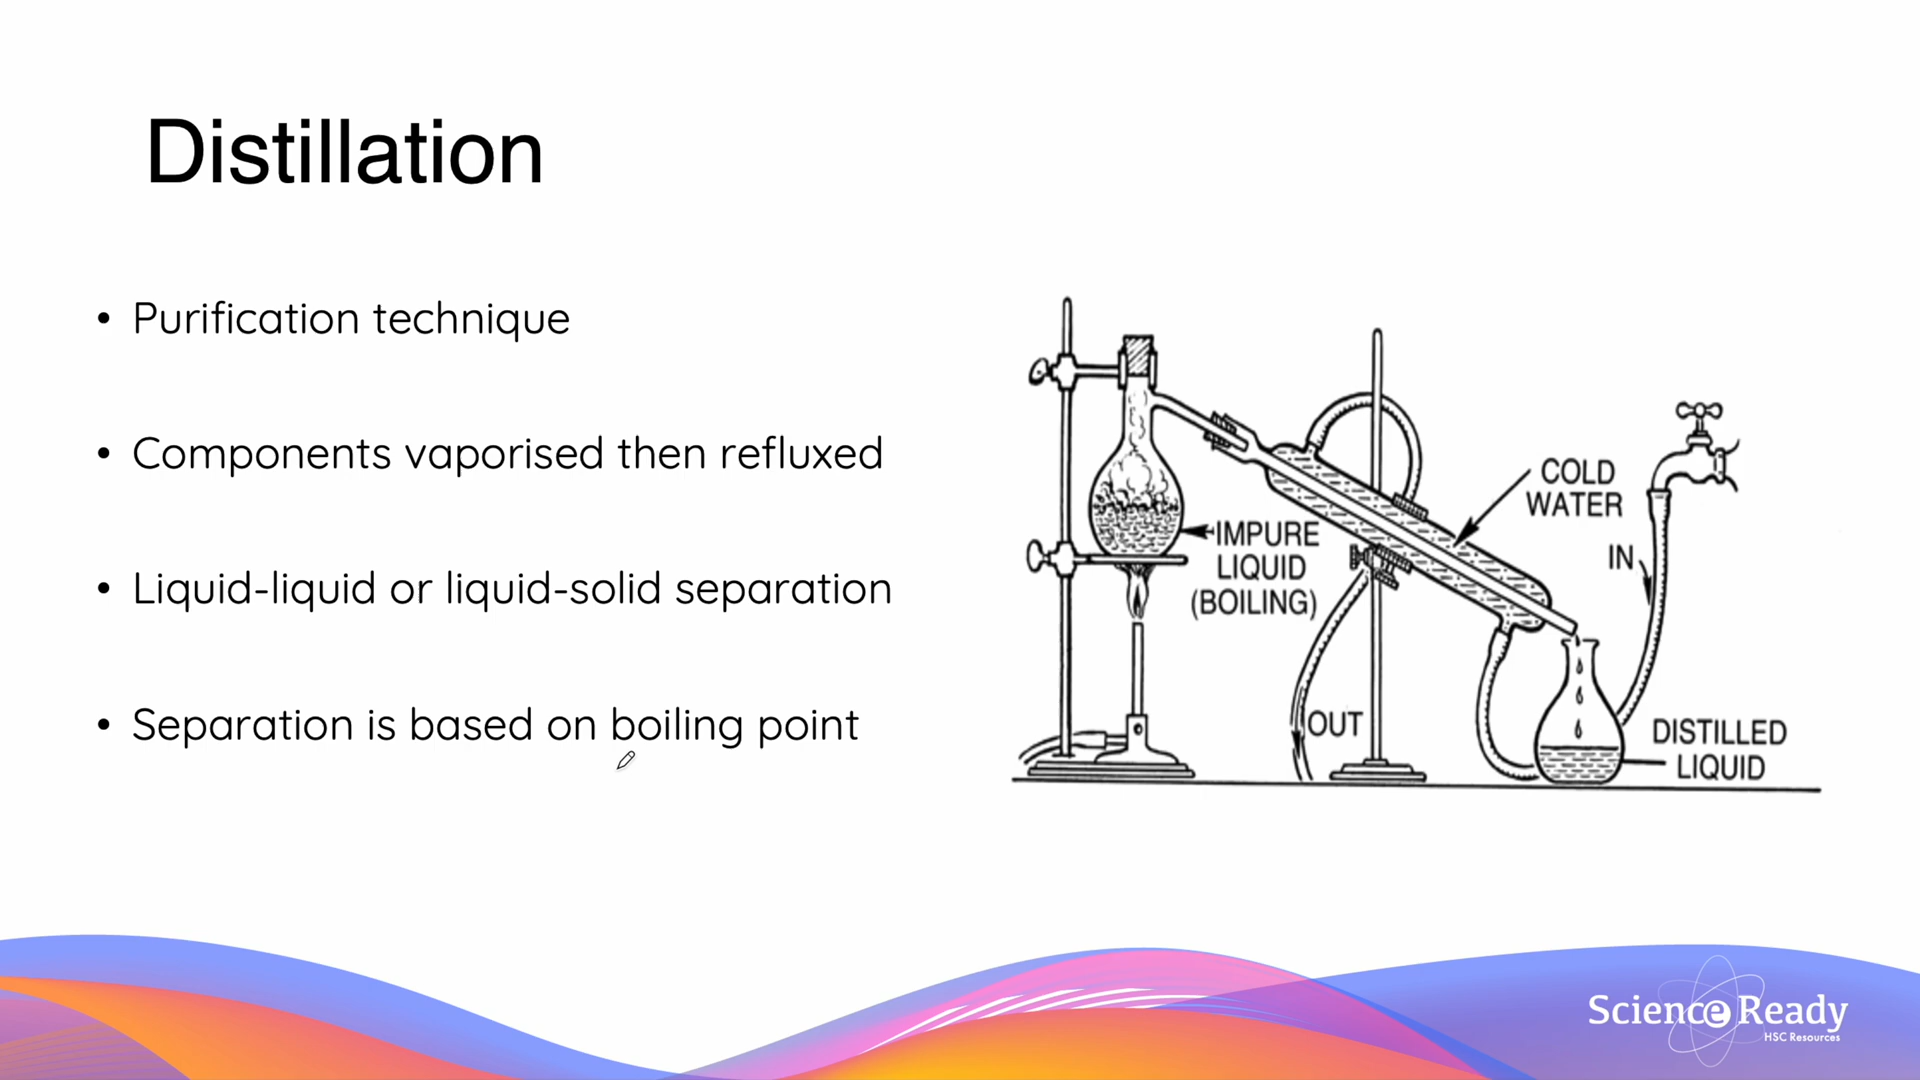 Distillation
• Purification technique
• Components vaporised then refluxed
• Liquid-liquid or liquid-solid separation
• Separation is based on boiling point
COLD
WATER
IN
IMPURE
LIQUID
(BOILING)
OUT
DISTILLED
LIQUID
Science Ready
HSC Resources